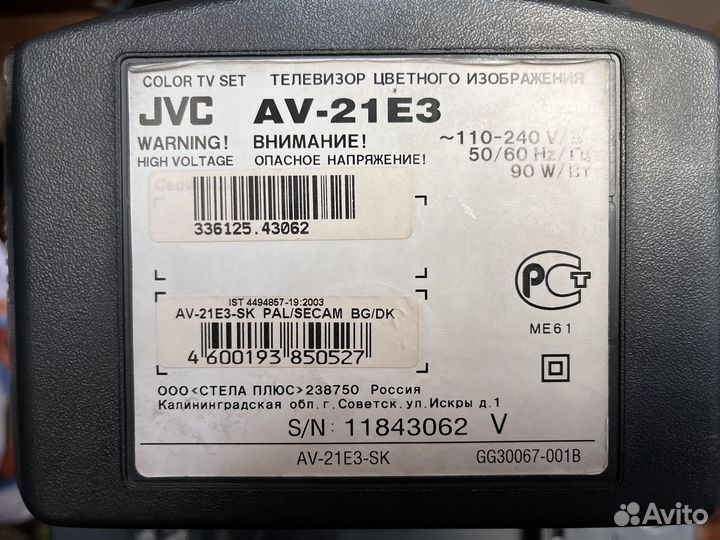 COLOR TV SET ТЕЛЕВИЗОР ЦВЕТНОГО ИЗОБРАЖЕНИЯ
JVC AV-21E3
WARNING! ВНИМАНИЕ! ~110-240 V/В
HIGH VOLTAGE ОПАСНОЕ НАПРЯЖЕНИЕ! 50/60 Hz/Гц
90 W/Вт
336125.43062
IST 4494857-19:2003
AV-21E3-SK PAL/SECAM BG/DK
4 600193 850527
РСТ
ME61
ООО <СТЕЛА ПЛЮС> 238750 Россия
Калининградская обл. г. Советск. ул. Искры д.1
S/N: 11843062 V
AV-21E3-SK GG30067-001B
Avito